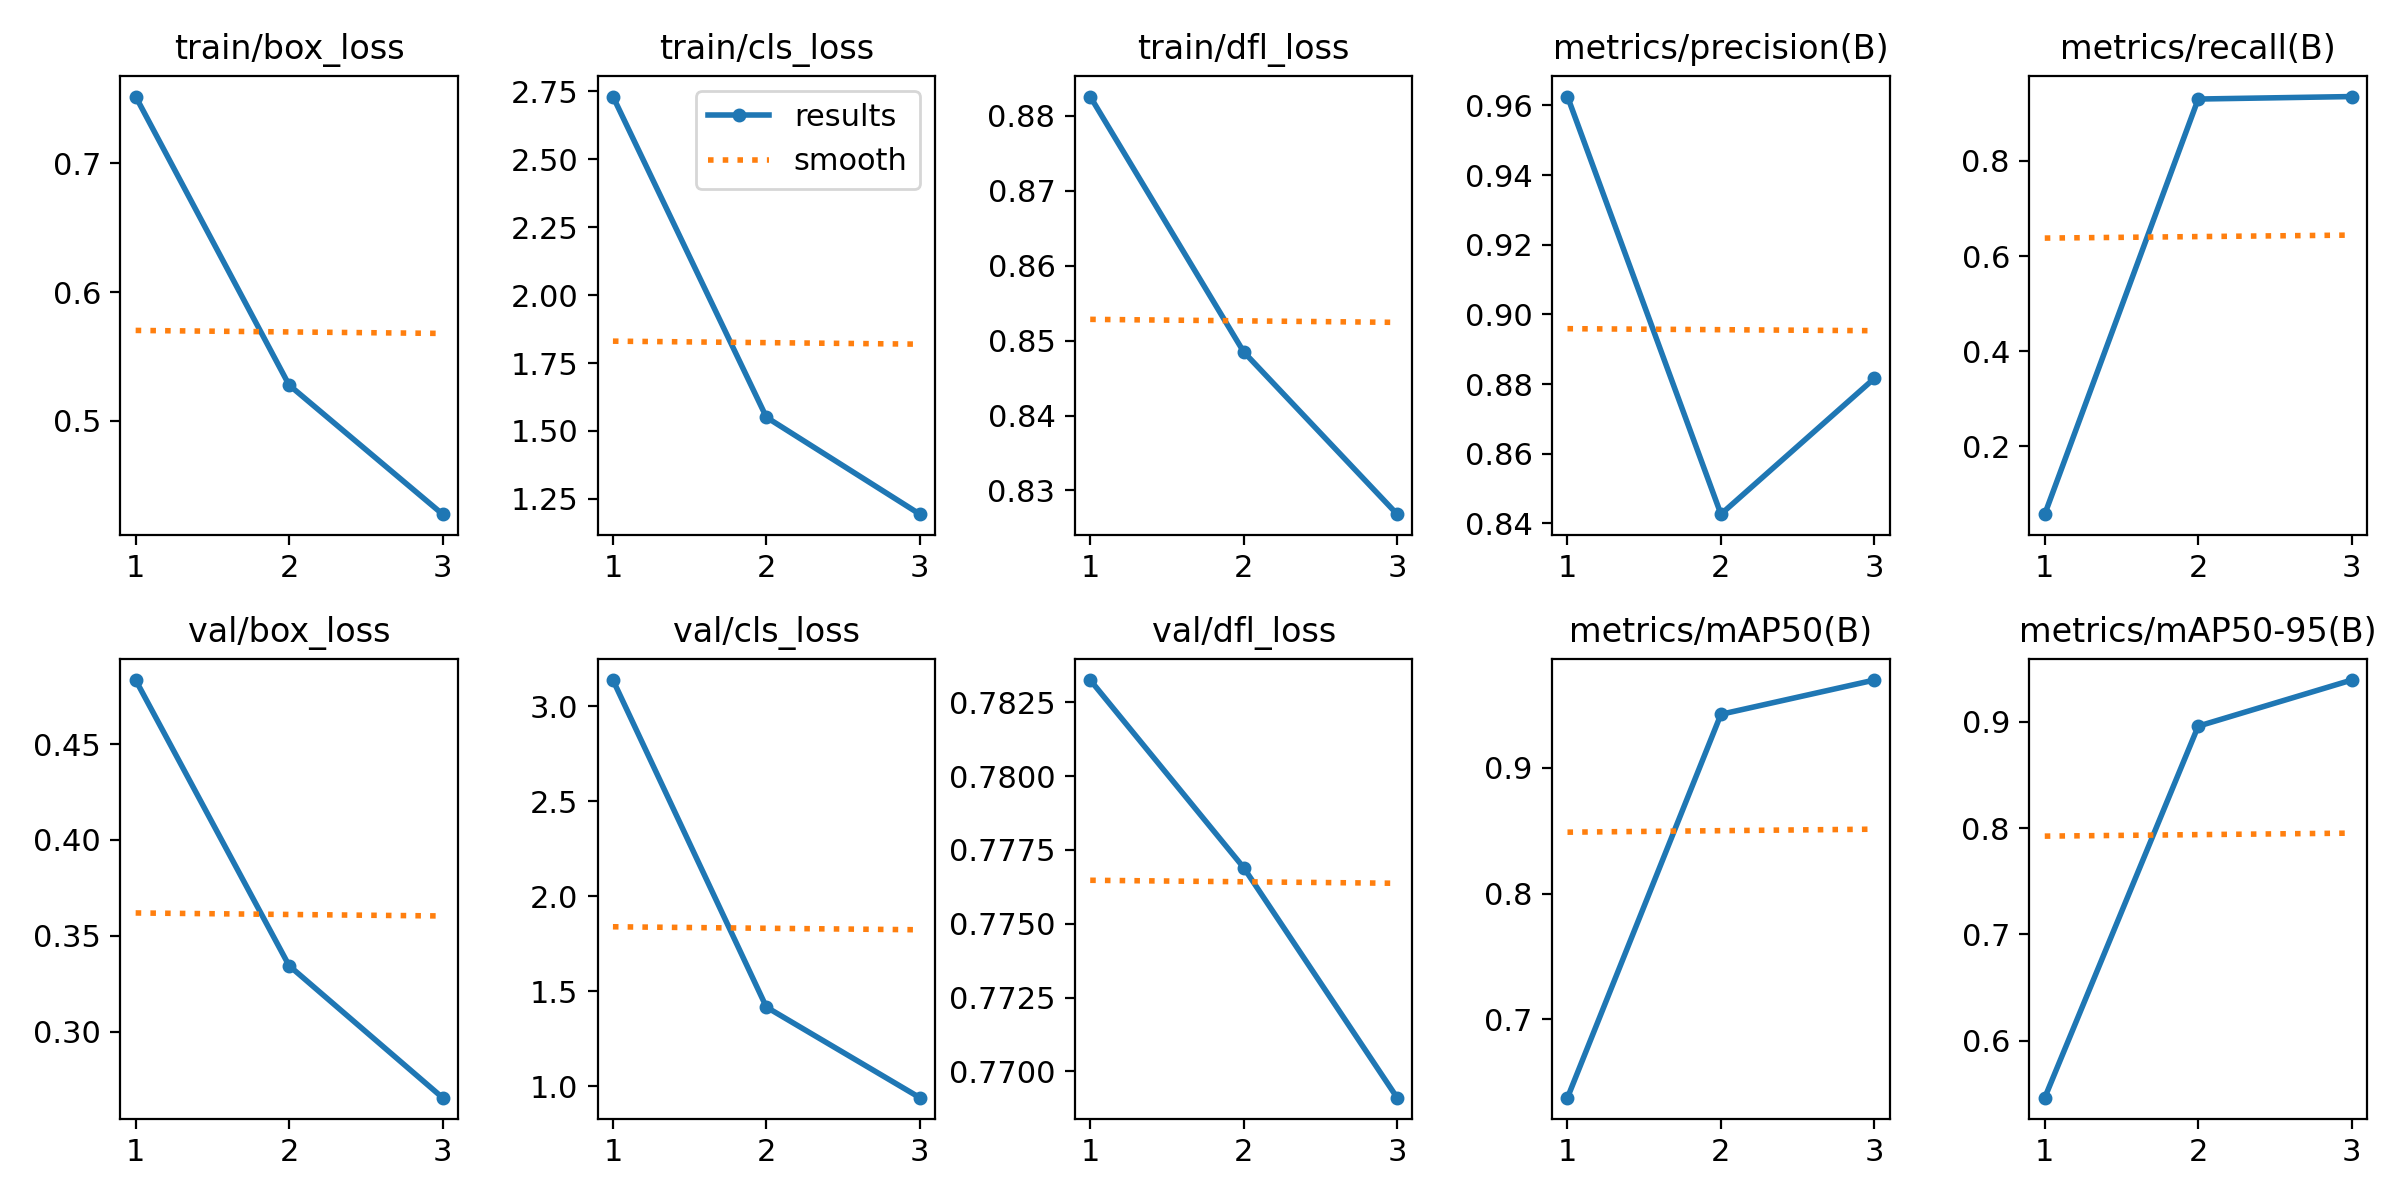 train/box_loss
0.7
0.6
0.5
1 2 3
train/cls_loss
2.75
2.50
2.25
2.00
1.75
1.50
1.25
results
smooth
1 2 3
train/dfl_loss
0.88
0.87
0.86
0.85
0.84
0.83
1 2 3
metrics/precision(B)
0.96
0.94
0.92
0.90
0.88
0.86
0.84
1 2 3
metrics/recall(B)
0.8
0.6
0.4
0.2
1 2 3
val/box_loss
0.45
0.40
0.35
0.30
1 2 3
val/cls_loss
3.0
2.5
2.0
1.5
1.0
1 2 3
val/dfl_loss
0.7825
0.7800
0.7775
0.7750
0.7725
0.7700
1 2 3
metrics/mAP50(B)
0.9
0.8
0.7
1 2 3
metrics/mAP50-95(B)
0.9
0.8
0.7
0.6
1 2 3